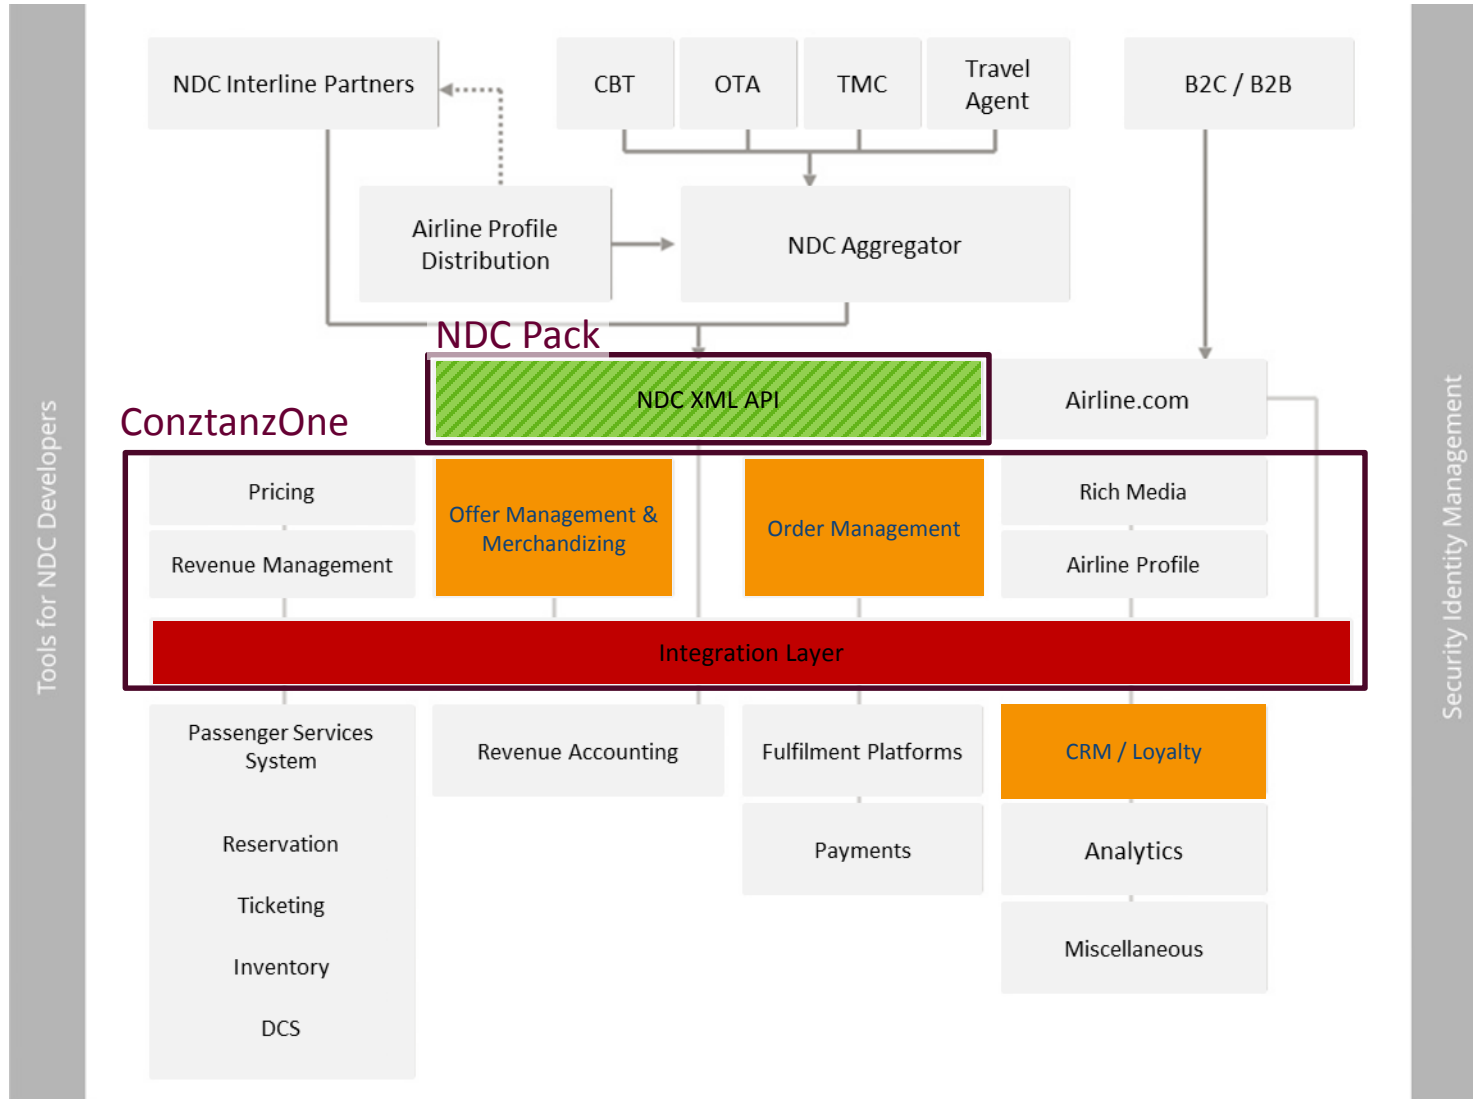 NDC Interline Partners
CBT
OTA
TMC
Travel
Agent
B2C / B2B
Airline Profile
Distribution
NDC Aggregator
NDC Pack
NDC XML API
Airline.com
ConztanzOne
Pricing
Offer Management &
Merchandizing
Order Management
Rich Media
Revenue Management
Airline Profile
Integration Layer
Passenger Services
System
Revenue Accounting
Fulfilment Platforms
CRM / Loyalty
Reservation
Payments
Analytics
Ticketing
Miscellaneous
Inventory
DCS
Tools for NDC Developers
Security Identity Management